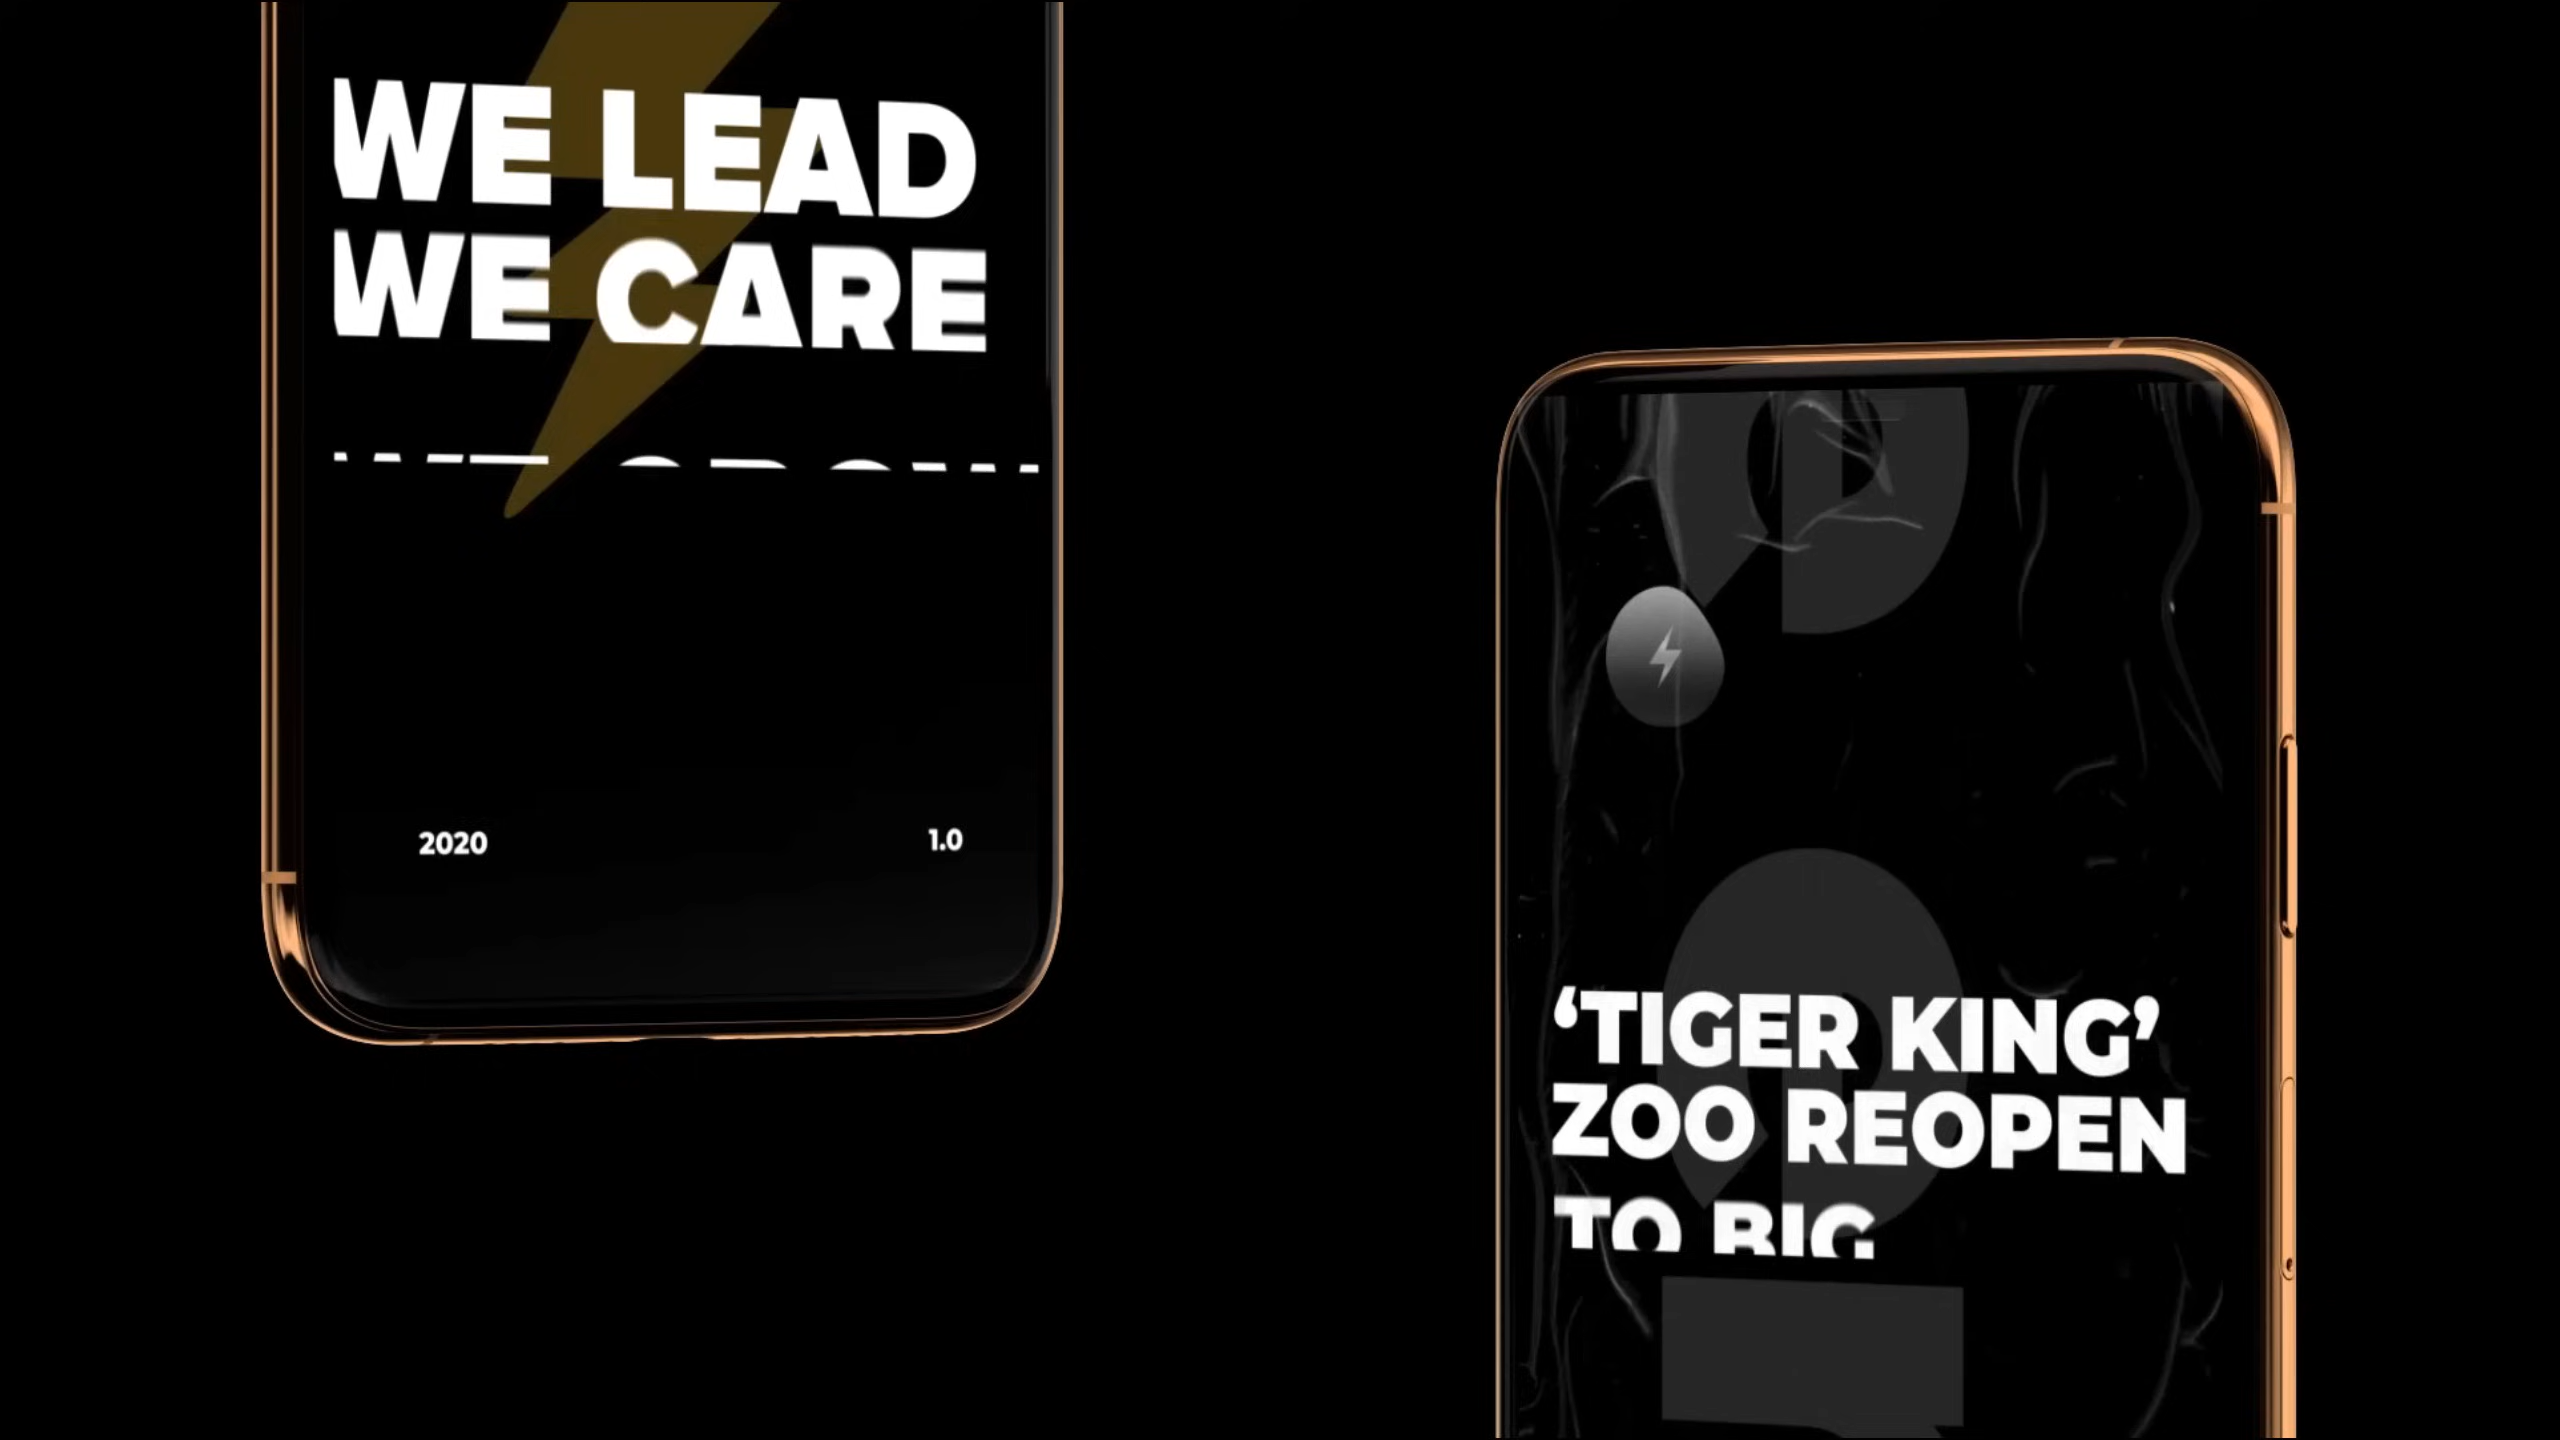 WE LEAD
WE CARE
2020
1.0
‘TIGER KING’
ZOO REOPEN
TO BIG